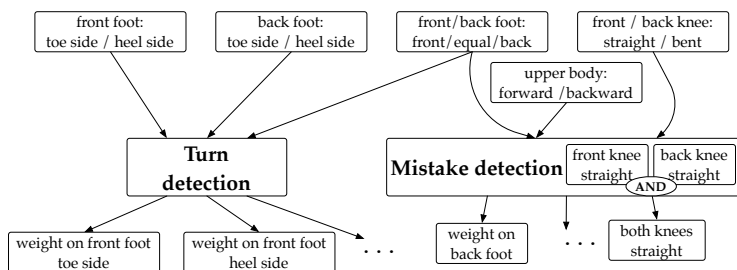 front foot:
toe side / heel side
back foot:
toe side / heel side
front/back foot:
front/equal/back
front / back knee:
straight / bent
upper body:
forward /backward
Turn
detection
Mistake detection
front knee
straight
back knee
straight
AND
weight on front foot
toe side
weight on front foot
heel side
. . .
weight on
back foot
. . .
both knees
straight